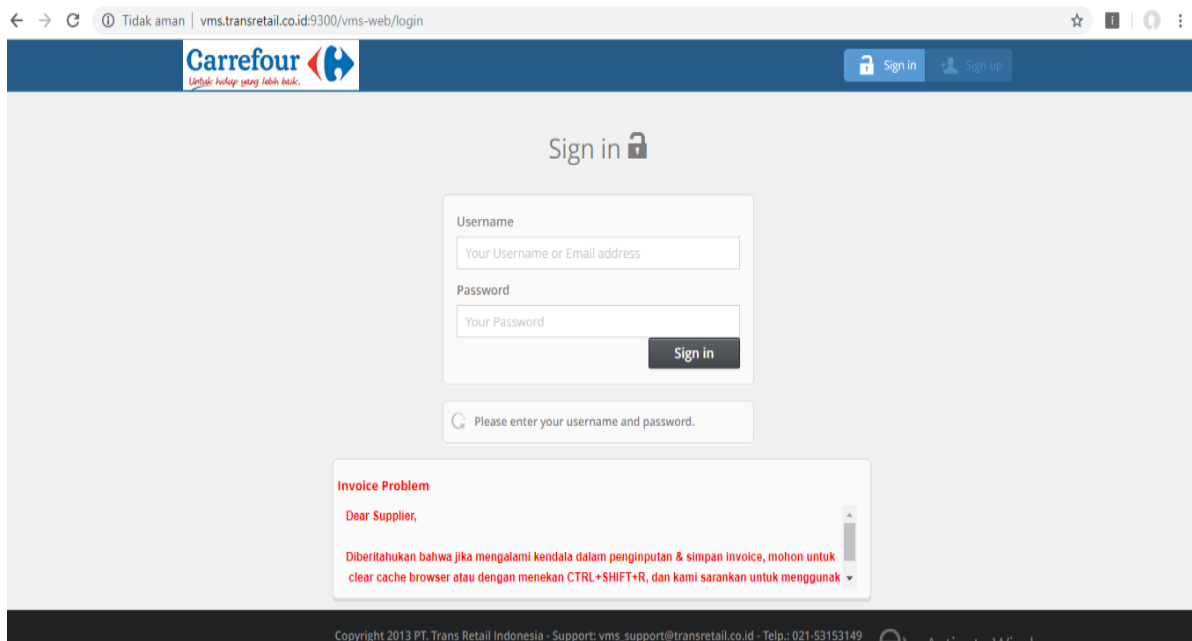 Tidak aman | vms.transretail.co.id:9300/vms-web/login
Carrefour
Untuk hidup yang lebih baik.
Sign in
Sign up
Sign in
Username
Your Username or Email address
Password
Your Password
Sign in
Please enter your username and password.
Invoice Problem
Dear Supplier,
Diberitahukan bahwa jika mengalami kendala dalam penginputan & simpan invoice, mohon untuk
clear cache browser atau dengan menekan CTRL+SHIFT+R, dan kami sarankan untuk menggunak
Copyright 2013 PT. Trans Retail Indonesia - Support: vms_support@transretail.co.id - Telp.: 021-53153149